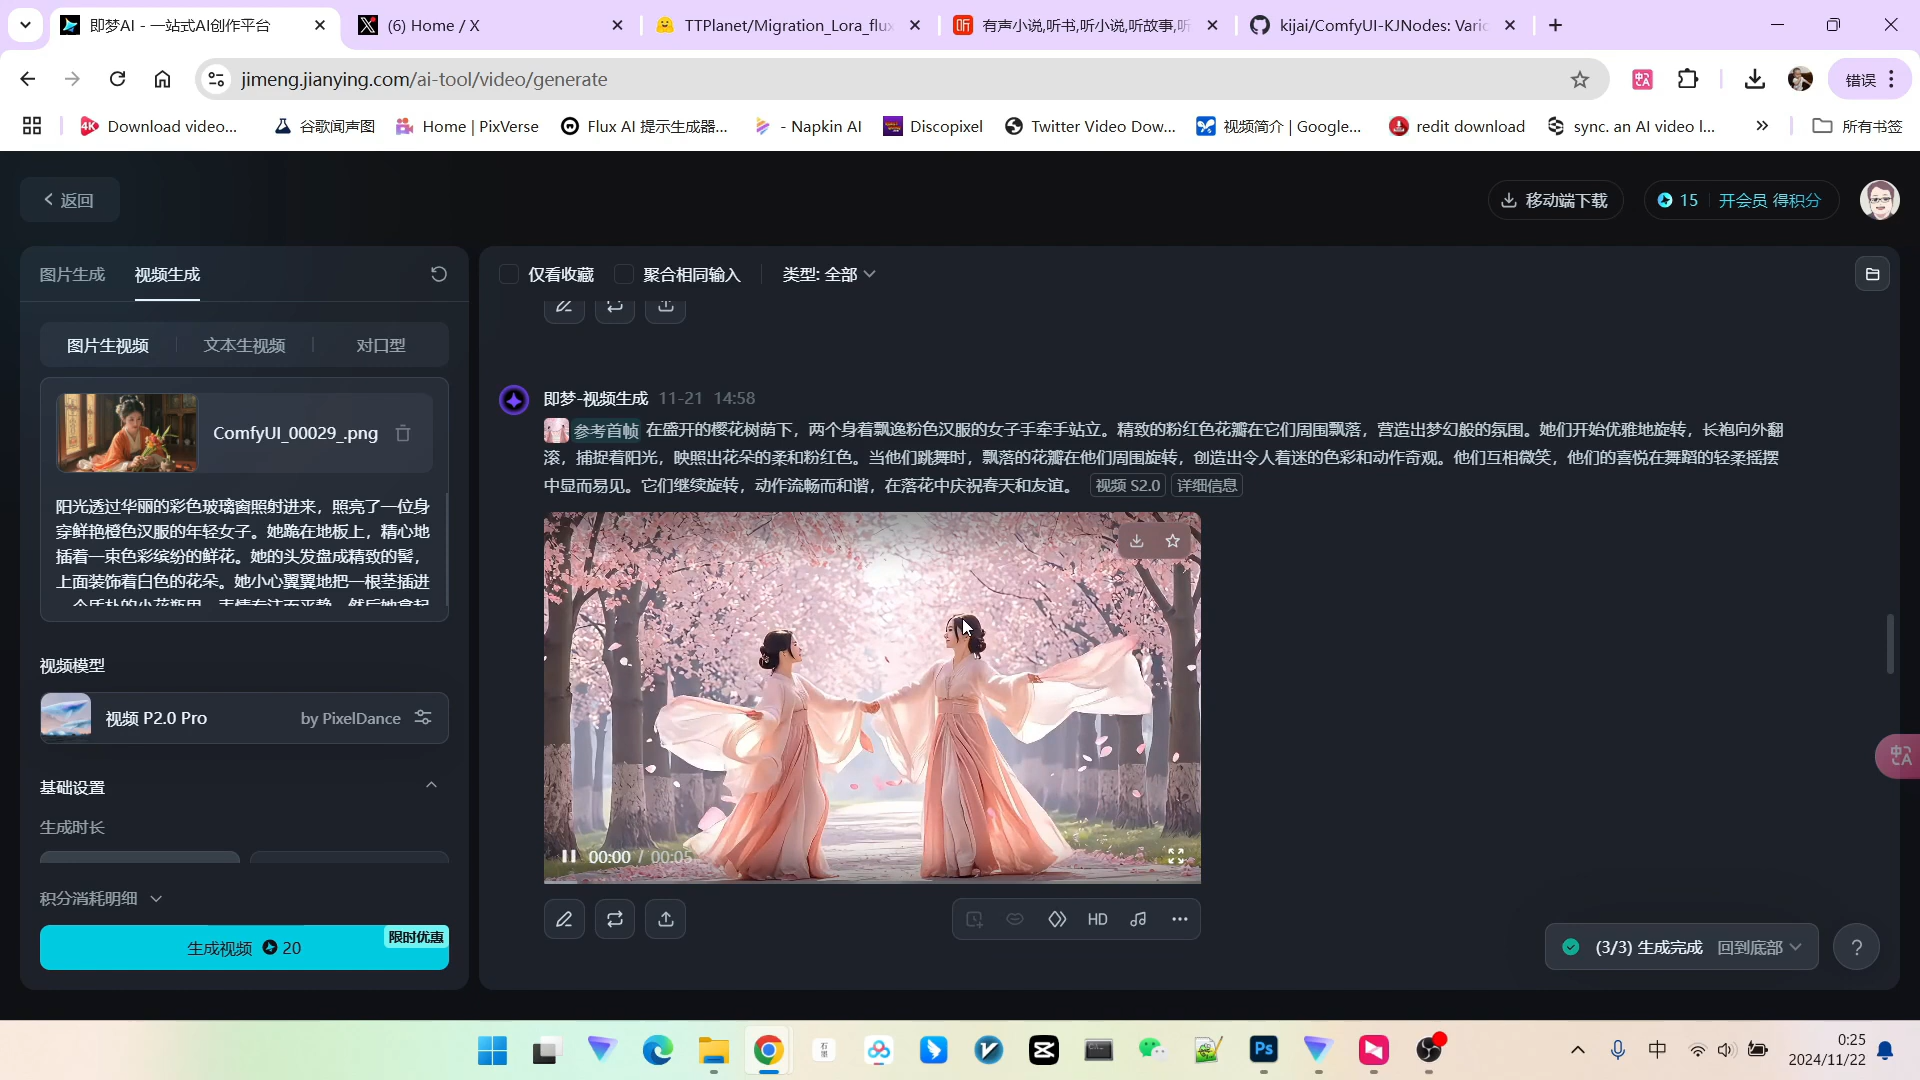 即梦AI - 一站式AI创作平台
(6) Home / X
TTPlanet/Migration_Lora_flux
有声小说,听书,听小说,听故事,听
kijai/ComfyUI-KJNodes: Vario
jimeng.jianying.com/ai-tool/video/generate
错误
Download video...
谷歌闻声图
Home | PixVerse
Flux AI 提示生成器...
- Napkin AI
Discopixel
Twitter Video Dow...
视频简介 | Google...
redit download
sync. an AI video l...
所有书签
返回
移动端下载
15
开会员 得积分
图片生成
视频生成
仅看收藏
聚合相同输入
类型: 全部
图片生视频
文本生视频
对口型
ComfyUI_00029_.png
阳光透过华丽的彩色玻璃窗照射进来，照亮了一位身
穿鲜艳橙色汉服的年轻女子。她跪在地板上，精心地
插着一束色彩缤纷的鲜花。她的头发盘成精致的髻，
上面装饰着白色的花朵。她小心翼翼地把一根茎插进
一个质朴的小花瓶里，表情专注而平静。然后她拿起
视频模型
视频 P2.0 Pro
by PixelDance
基础设置
生成时长
积分消耗明细
生成视频 20
限时优惠
即梦-视频生成 11-21 14:58
参考首帧 在盛开的樱花树荫下，两个身着飘逸粉色汉服的女子手牵手站立。精致的粉红色花瓣在它们周围飘落，营造出梦幻般的氛围。她们开始优雅地旋转，长袍向外翻
滚，捕捉着阳光，映照出花朵的柔和粉红色。当他们跳舞时，飘落的花瓣在他们周围旋转，创造出令人着迷的色彩和动作奇观。他们互相微笑，他们的喜悦在舞蹈的轻柔摇摆
中显而易见。它们继续旋转，动作流畅而和谐，在落花中庆祝春天和友谊。 视频 S2.0 详细信息
00:00 / 00:05
HD
(3/3) 生成完成 回到底部
?
Ps
中
0:25
2024/11/22